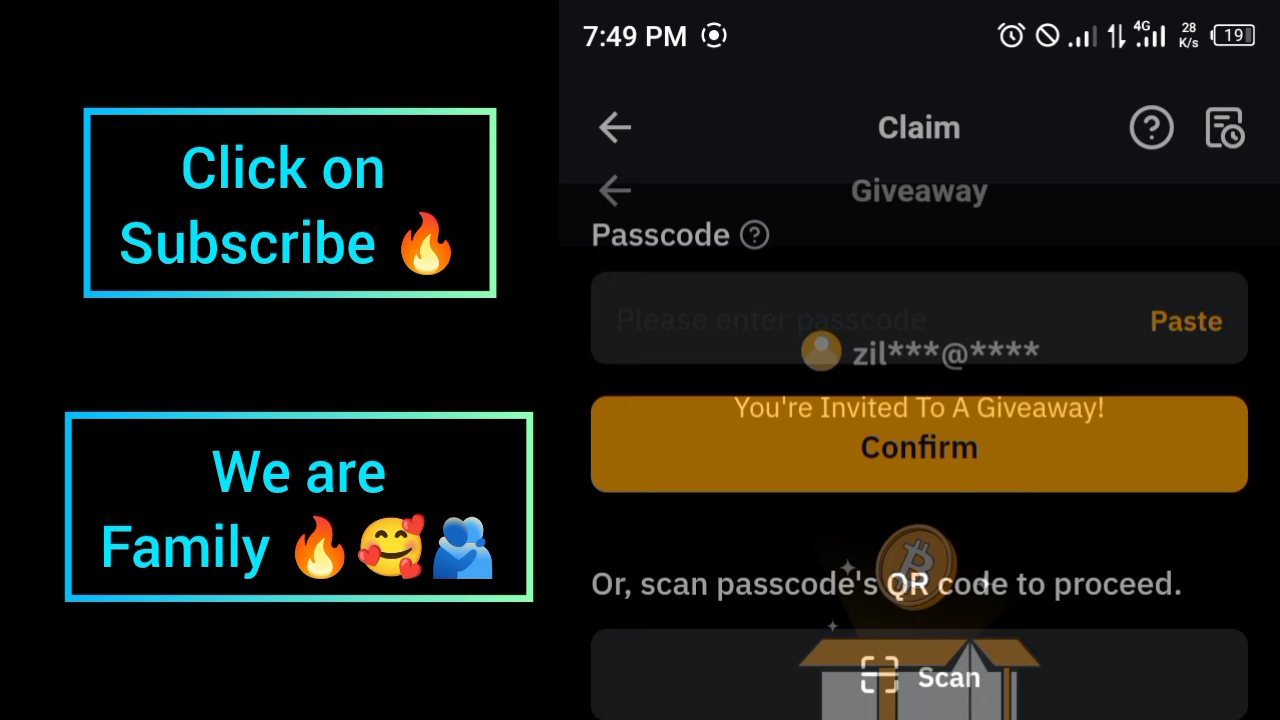 Click on
Subscribe 🔥
We are
Family 🔥🥰🫂
7:49 PM
4G
28
K/s
19
Claim
Giveaway
Passcode
Please enter passcode
Paste
zil***@****
You're Invited To A Giveaway!
Confirm
Or, scan passcode's QR code to proceed.
Scan